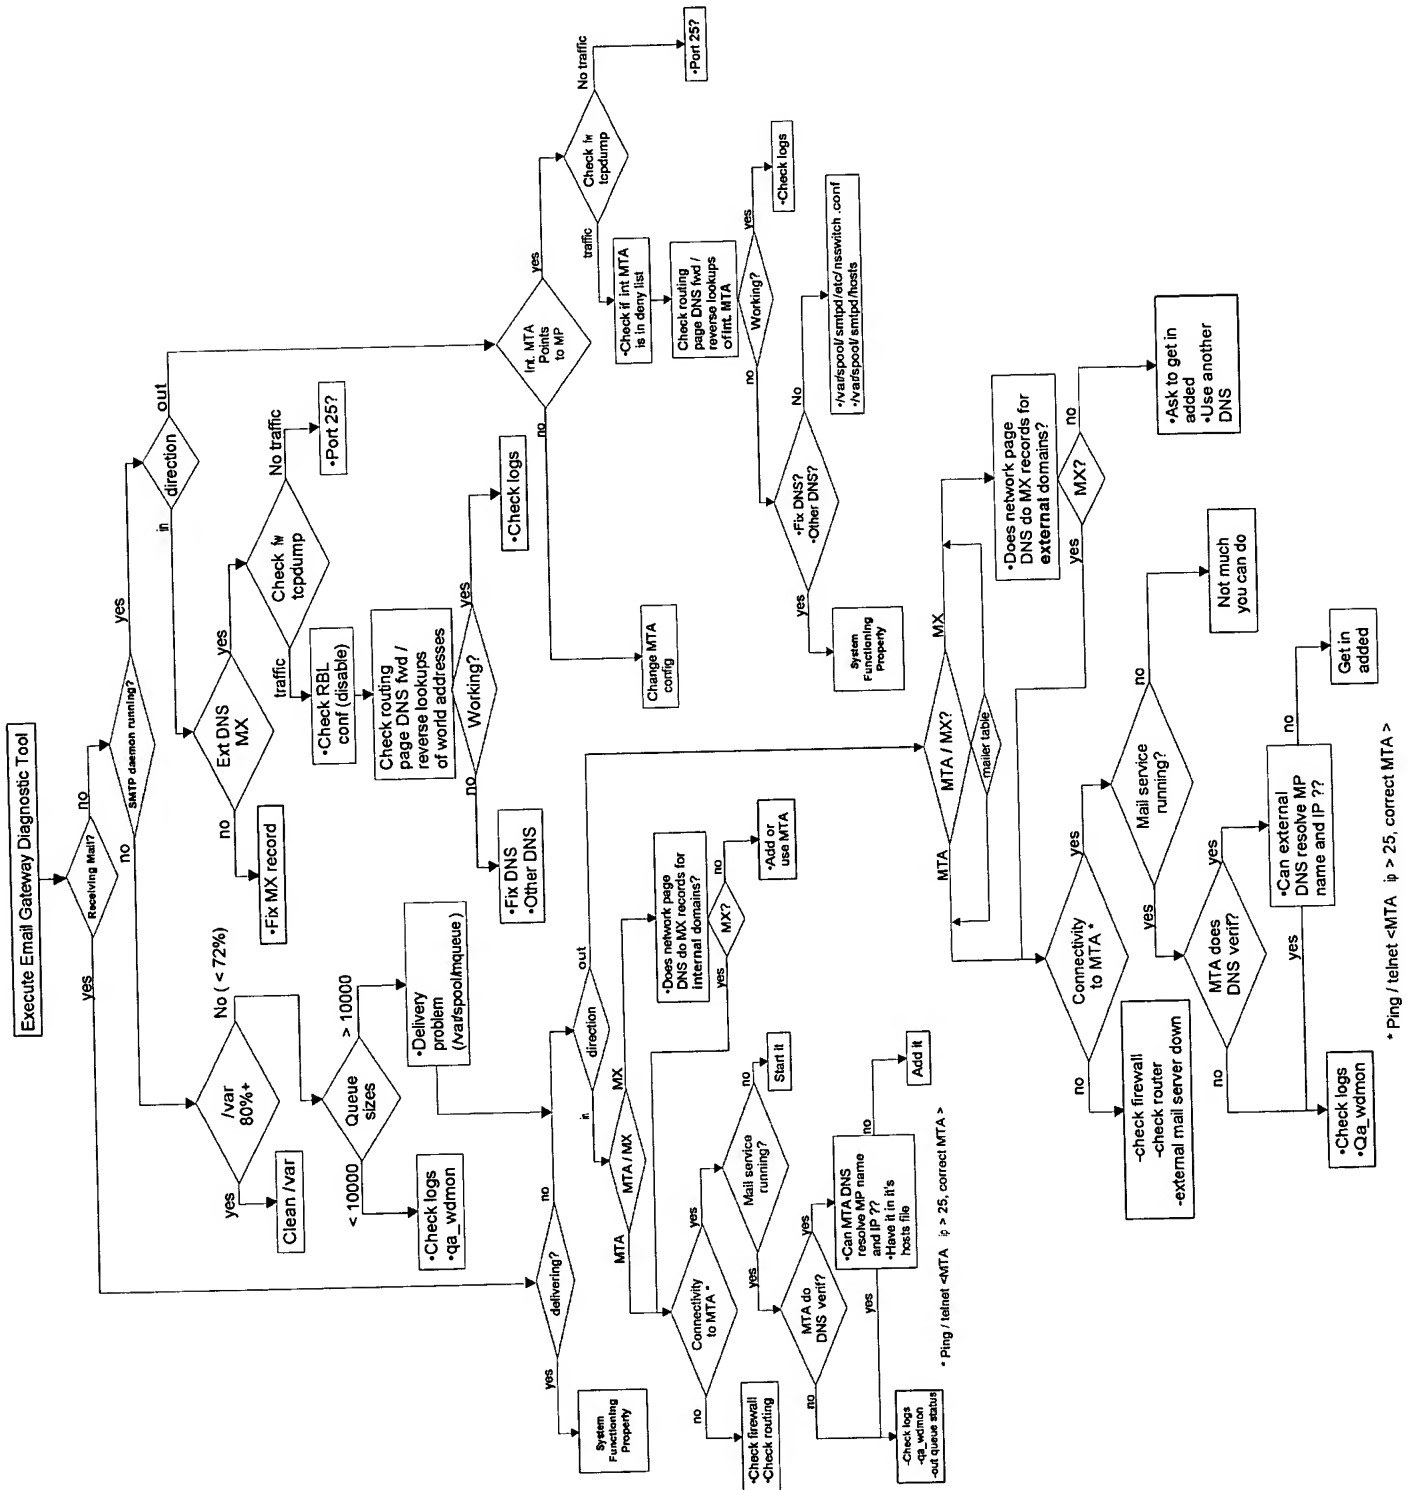 Execute Email Gateway Diagnostic Tool
Receiving Mail?
no
yes
SMTP daemon running?
yes
no
direction
out
in
Ext DNS
MX
yes
no
•Fix MX record
Check fw
tcpdump
No traffic
•Port 25?
traffic
•Check RBL
conf (disable)
Check routing
page DNS fwd /
reverse lookups
of world addresses
Working?
yes
•Check logs
no
•Fix DNS
•Other DNS
Int. MTA
Points
to MP
yes
no
Change MTA
config
Check fw
tcpdump
No traffic
•Port 25?
traffic
•Check if int MTA
is in deny list
Check routing
page DNS fwd /
reverse lookups
of Int. MTA
Working?
yes
•Check logs
no
•Fix DNS?
•Other DNS?
No
•/var/spool/smtpd/etc/nsswitch.conf
•/var/spool/smtpd/hosts
yes
System
Functioning
Property
/var
80%+
No ( < 72%)
yes
Clean /var
Queue
sizes
> 10000
< 10000
•Delivery
problem
(/var/spool/mqueue)
•Check logs
•qa_wdmon
delivering?
no
yes
System
Functioning
Property
direction
out
in
MTA / MX
MX
MTA
•Does network page
DNS do MX records for
internal domains?
MX?
no
•Add or
use MTA
yes
Connectivity
to MTA *
yes
no
•Check firewall
•Check routing
Mail service
running?
no
Start it
yes
MTA do
DNS verif?
yes
no
•Can MTA DNS
resolve MP name
and IP ??
•Have it in it's
hosts file
no
Add it
yes
-Check logs
-qa_wdmon
-out queue status
* Ping / telnet <MTA ip > 25, correct MTA >
MTA / MX?
MX
MTA
mailer table
•Does network page
DNS do MX records for
external domains?
MX?
no
•Ask to get in
added
•Use another
DNS
yes
Connectivity
to MTA *
yes
no
-check firewall
-check router
-external mail server down
Mail service
running?
no
Not much
you can do
yes
MTA does
DNS verif?
yes
no
•Can external
DNS resolve MP
name and IP ??
no
Get in
added
yes
•Check logs
•Qa_wdmon
* Ping / telnet <MTA ip > 25, correct MTA >